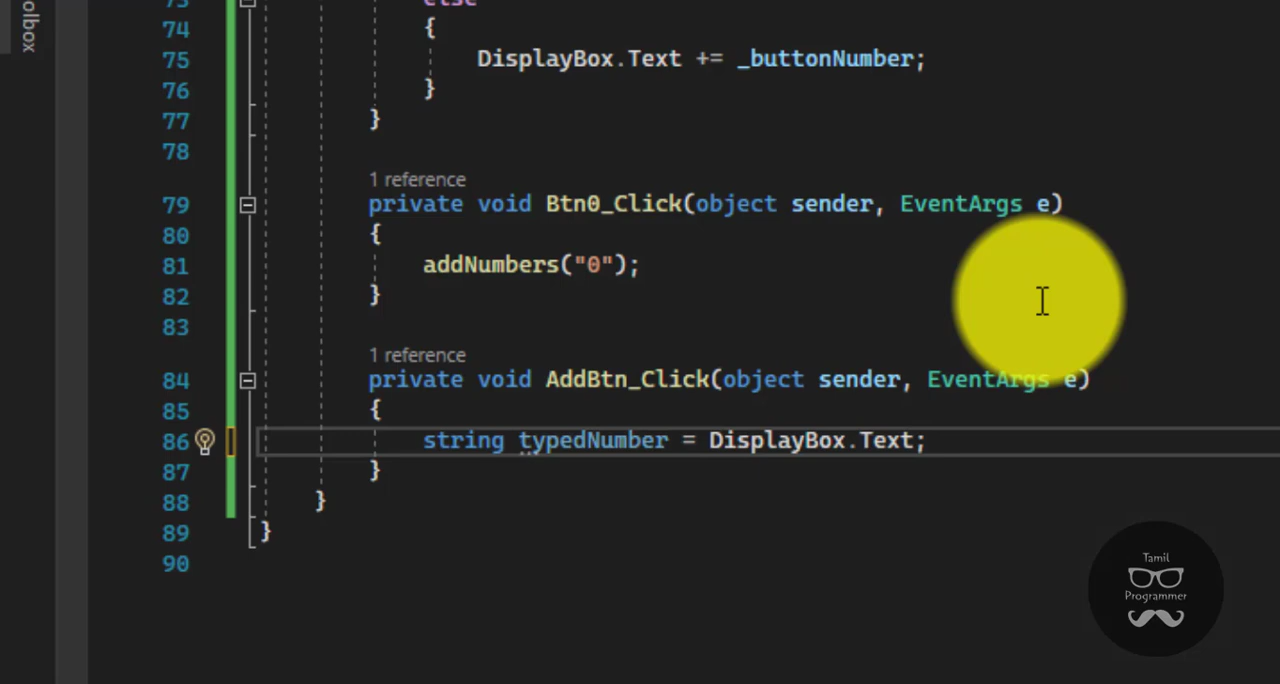 olbox
73 else
74 {
75 DisplayBox.Text += _buttonNumber;
76 }
77 }
78
1 reference
79 private void Btn0_Click(object sender, EventArgs e)
80 {
81 addNumbers("0");
82 }
83
1 reference
84 private void AddBtn_Click(object sender, EventArgs e)
85 {
86 string typedNumber = DisplayBox.Text;
87 }
88 }
89 }
90
Tamil
Programmer